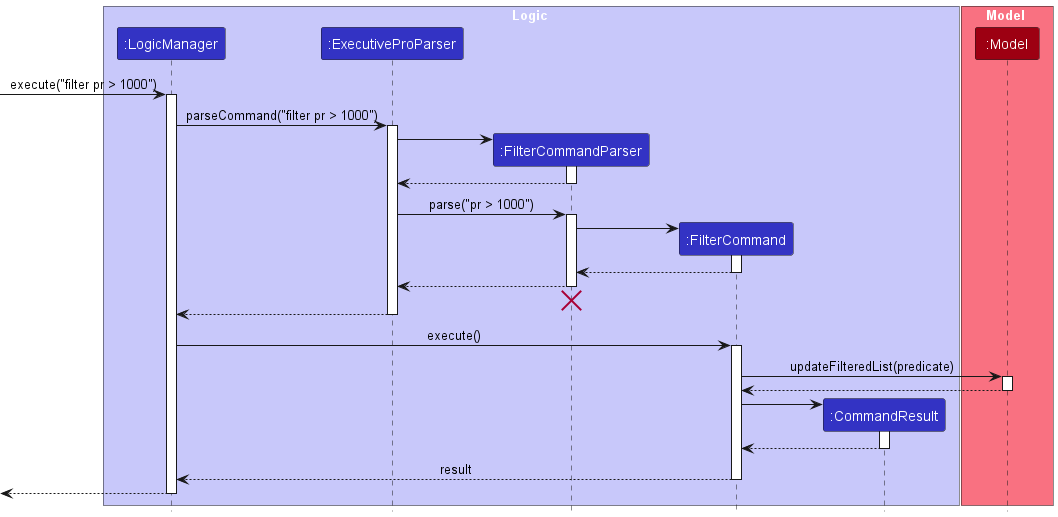 Logic
Model
:LogicManager
:ExecutiveProParser
:Model
execute("filter pr > 1000")
parseCommand("filter pr > 1000")
:FilterCommandParser
parse("pr > 1000")
:FilterCommand
execute()
updateFilteredList(predicate)
:CommandResult
result